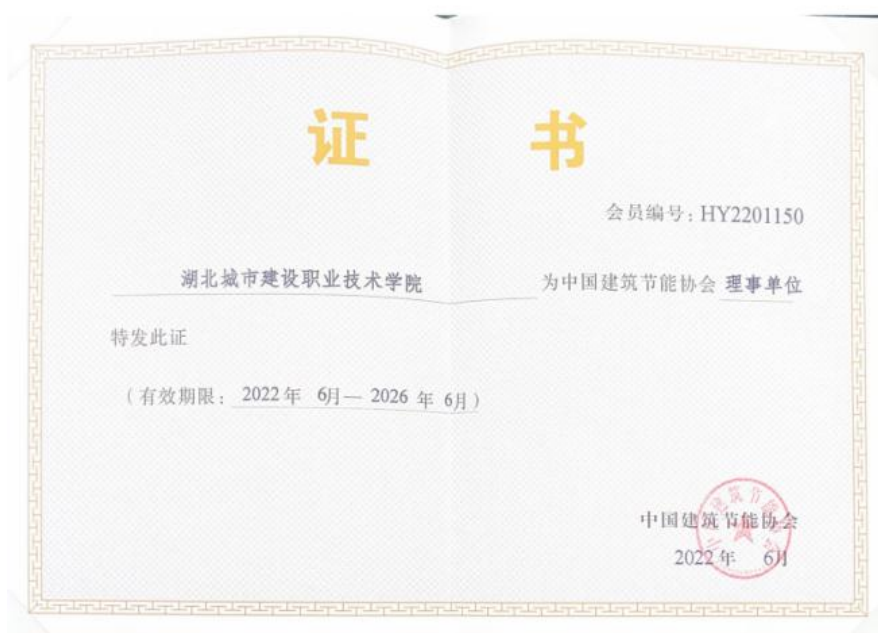 证 书
会员编号:HY2201150
湖北城市建设职业技术学院 为中国建筑节能协会 理事单位
特发此证
(有效期限: 2022年 6月— 2026 年 6月)
中国建筑节能协会
2022年 6月